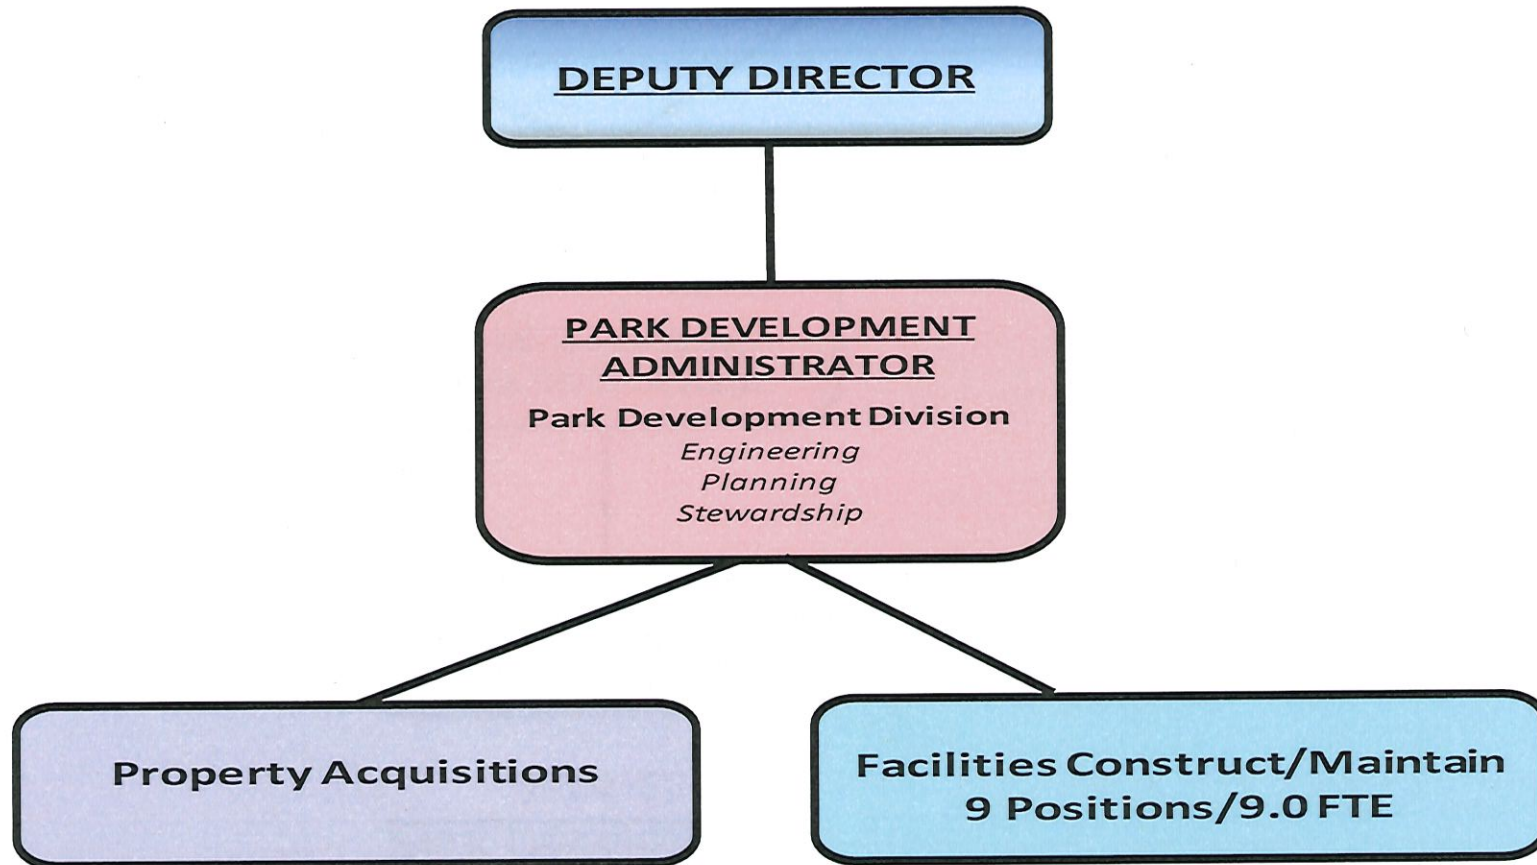 DEPUTY DIRECTOR
PARK DEVELOPMENT
ADMINISTRATOR
Park Development Division
Engineering
Planning
Stewardship
Property Acquisitions
Facilities Construct/Maintain
9 Positions/9.0 FTE